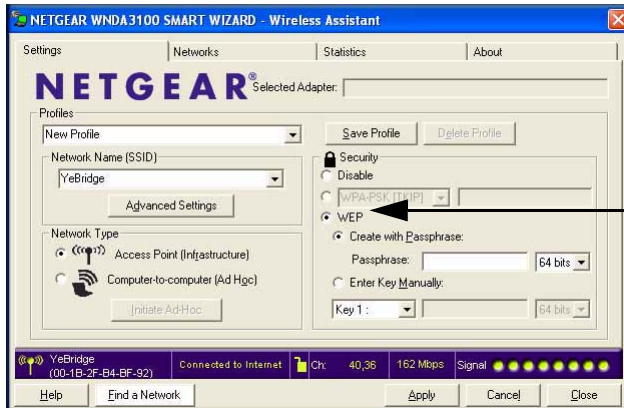 NETGEAR WNDA3100 SMART WIZARD - Wireless Assistant
Settings Networks Statistics About
NETGEAR® Selected Adapter:
Profiles
New Profile Save Profile Delete Profile
Network Name (SSID) Security
YeBridge Disable
WPA-PSK [TKIP]
Advanced Settings WEP
Network Type Create with Passphrase:
Access Point (Infrastructure) Passphrase: 64 bits
Computer-to-computer (Ad Hoc) Enter Key Manually:
Initiate Ad-Hoc Key 1 : 64 bits
YeBridge
(00-1B-2F-B4-BF-92) Connected to Internet Ch: 40,36 162 Mbps Signal
Help Find a Network Apply Cancel Close